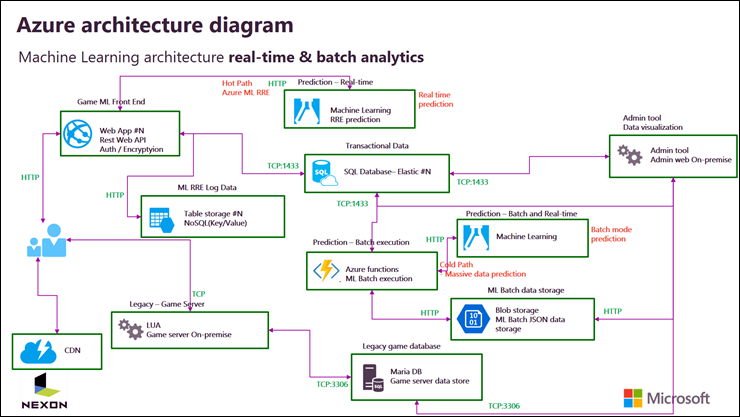 Azure architecture diagram
Machine Learning architecture real-time & batch analytics
Hot Path
Azure ML RRE
HTTP
Prediction – Real-time
Machine Learning
RRE prediction
Real time
prediction
Game ML Front End
Web App #N
Rest Web API
Auth / Encryptyion
Transactional Data
SQL Database– Elastic #N
TCP:1433
TCP:1433
TCP:1433
Admin tool
Data visualization
Admin tool
Admin web On-premise
HTTP
HTTP
ML RRE Log Data
Table storage #N
NoSQL(Key/Value)
Prediction – Batch and Real-time
HTTP
Machine Learning
Batch mode
prediction
Prediction – Batch execution
Azure functions
ML Batch execution
Cold Path
Massive data prediction
TCP
Legacy – Game Server
LUA
Game server On-premise
ML Batch data storage
Blob storage
ML Batch JSON data
storage
10
01
HTTP
HTTP
CDN
Legacy game database
Maria DB
Game server data store
TCP:3306
TCP:3306
SQL
NEXON
Microsoft